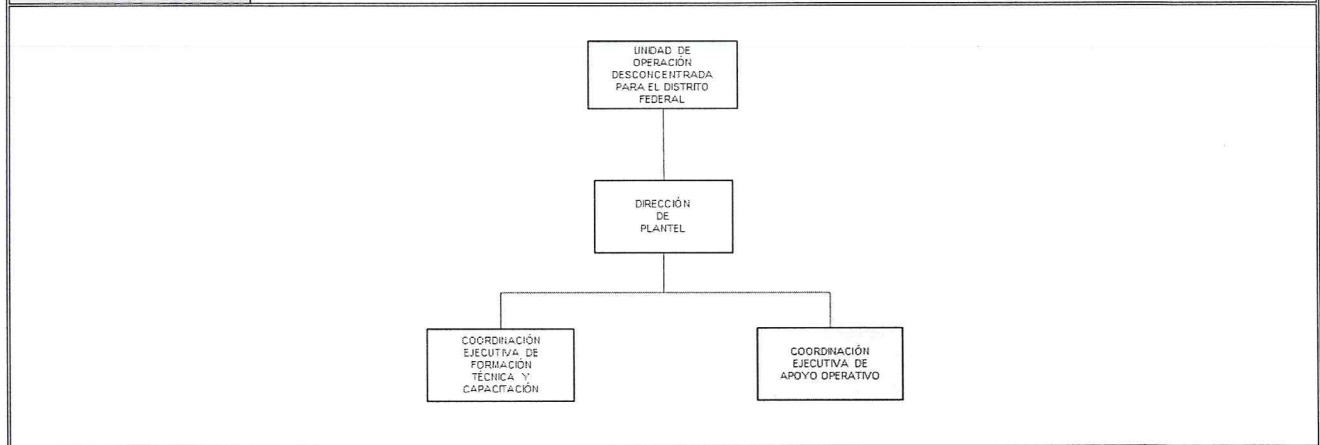 UNIDAD DE
OPERACIÓN
DESCONCENTRADA
PARA EL DISTRITO
FEDERAL
DIRECCIÓN
DE
PLANTEL
COORDINACIÓN
EJECUTIVA DE
FORMACIÓN
TÉCNICA Y
CAPACITACIÓN
COORDINACIÓN
EJECUTIVA DE
APOYO OPERATIVO